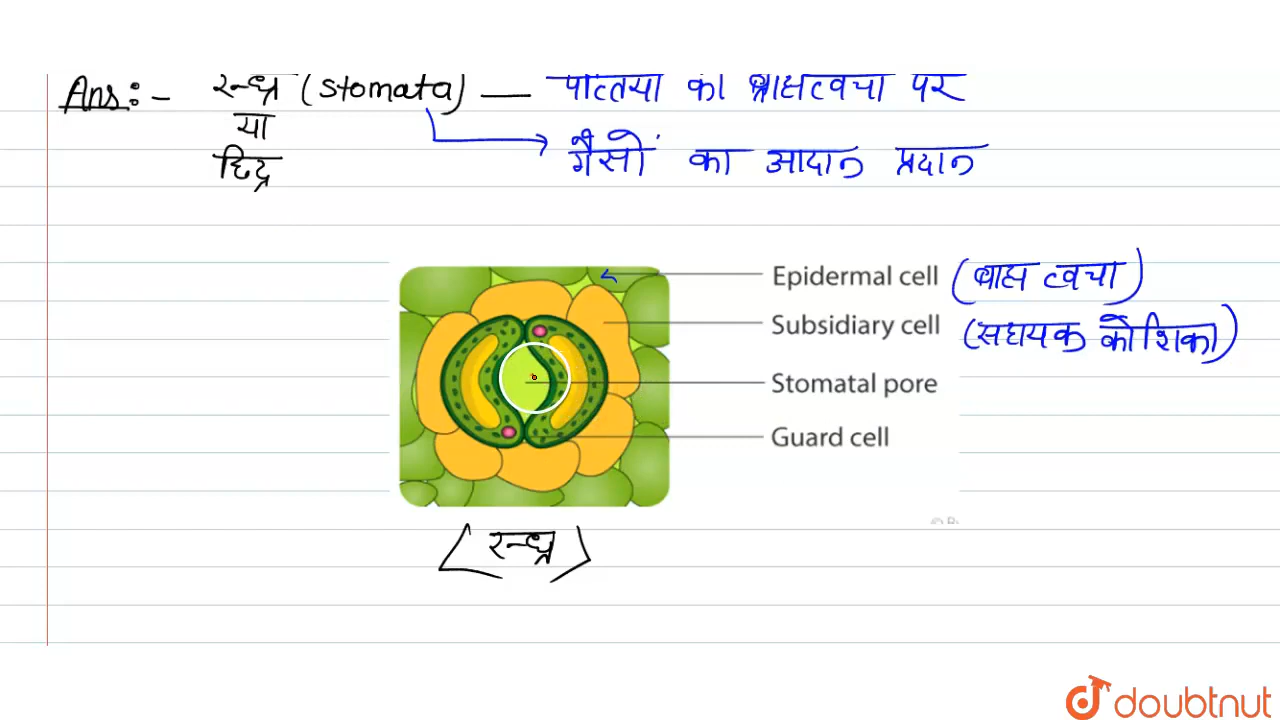 Ans:- रन्ध्र (Stomata) — पत्तियों की बाह्यत्वचा पर
या
छिद्र
गैसों का आदान प्रदान
Epidermal cell (बाह्य त्वचा)
Subsidiary cell (सहायक कोशिका)
Stomatal pore
Guard cell
(रन्ध्र)
doubtnut